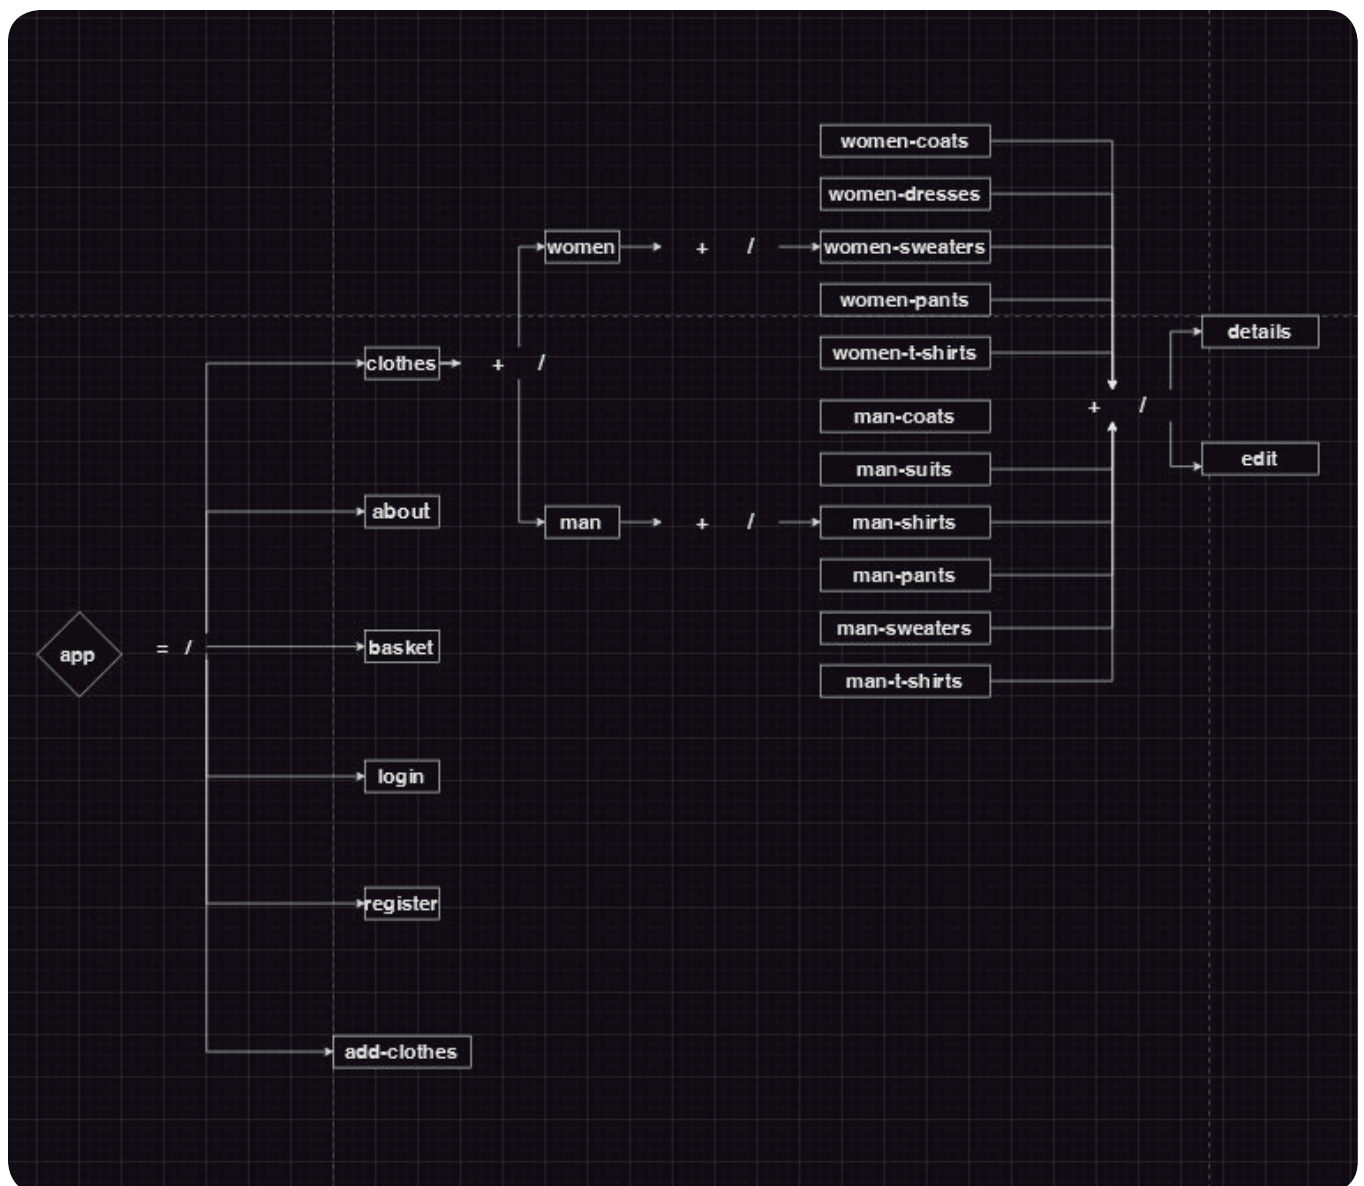 women-coats
women-dresses
women + / women-sweaters
women-pants
details
women-t-shirts
clothes + /
+ /
man-coats
edit
man-suits
about
man + / man-shirts
man-pants
man-sweaters
app = / basket
man-t-shirts
login
register
add-clothes